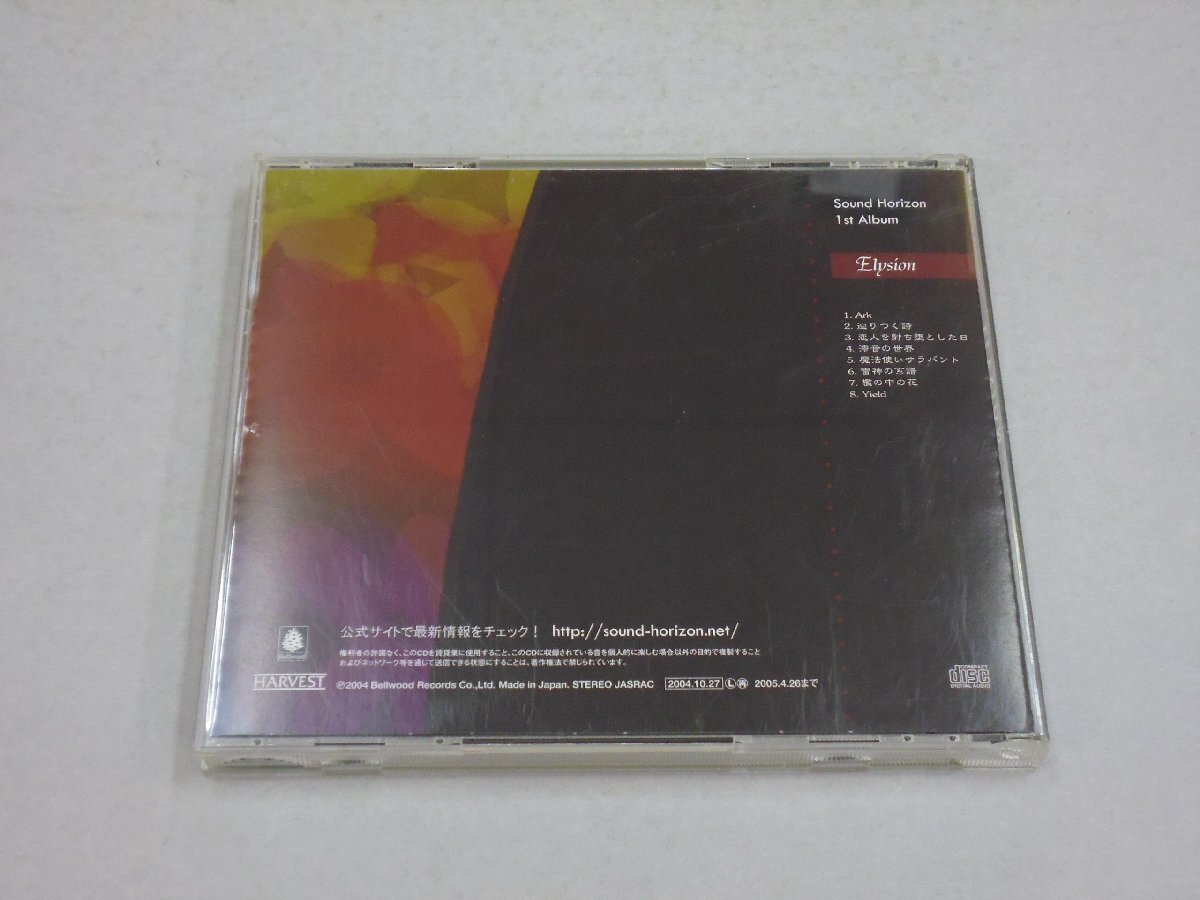 Sound Horizon
1st Album
Elysion
1. Ark
2. 辿りつく詩
3. 恋人を射ち堕とした日
4. 澪音の世界
5. 魔法使いサラバント
6. 雷神の系譜
7. 檻の中の花
8. Yield
公式サイトで最新情報をチェック! http://sound-horizon.net/
Bellwood
権利者の許諾なく、このCDを賃貸業に使用すること、このCDに収録されている音を個人的に楽しむ場合以外の目的で複製すること
およびネットワーク等を通じて送信できる状態にすることは、著作権法で禁じられています。
HARVEST ℗2004 Bellwood Records Co.,Ltd. Made in Japan. STEREO JASRAC 2004.10.27 Ⓛ㊞ 2005.4.26まで
COMPACT
disc
DIGITAL AUDIO